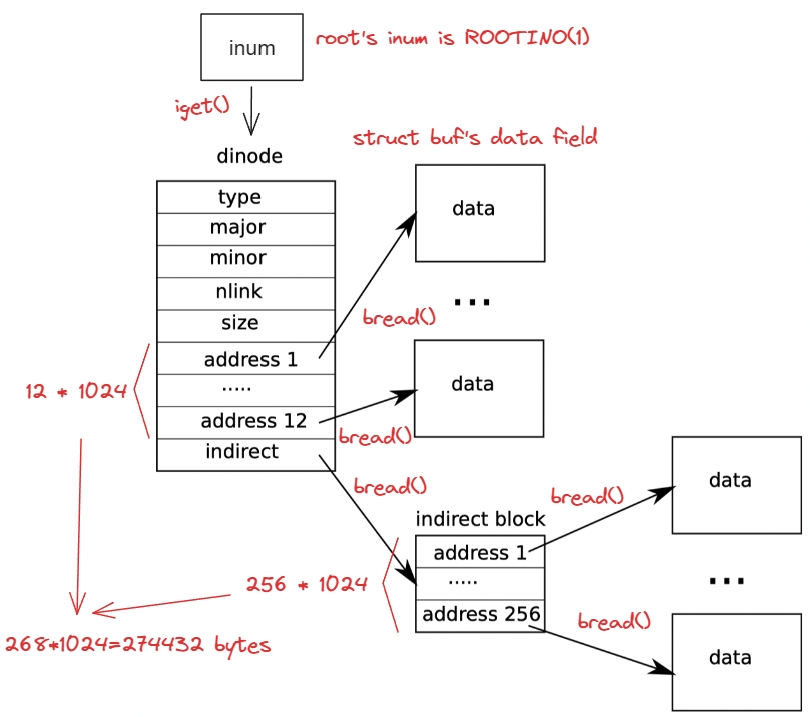 inum
root's inum is ROOTINO(1)
iget()
dinode
struct buf's data field
type
major
minor
nlink
size
address 1
.....
address 12
indirect
data
...
data
bread()
bread()
bread()
12 * 1024
indirect block
address 1
.....
address 256
256 * 1024
bread()
bread()
data
...
data
268*1024=274432 bytes